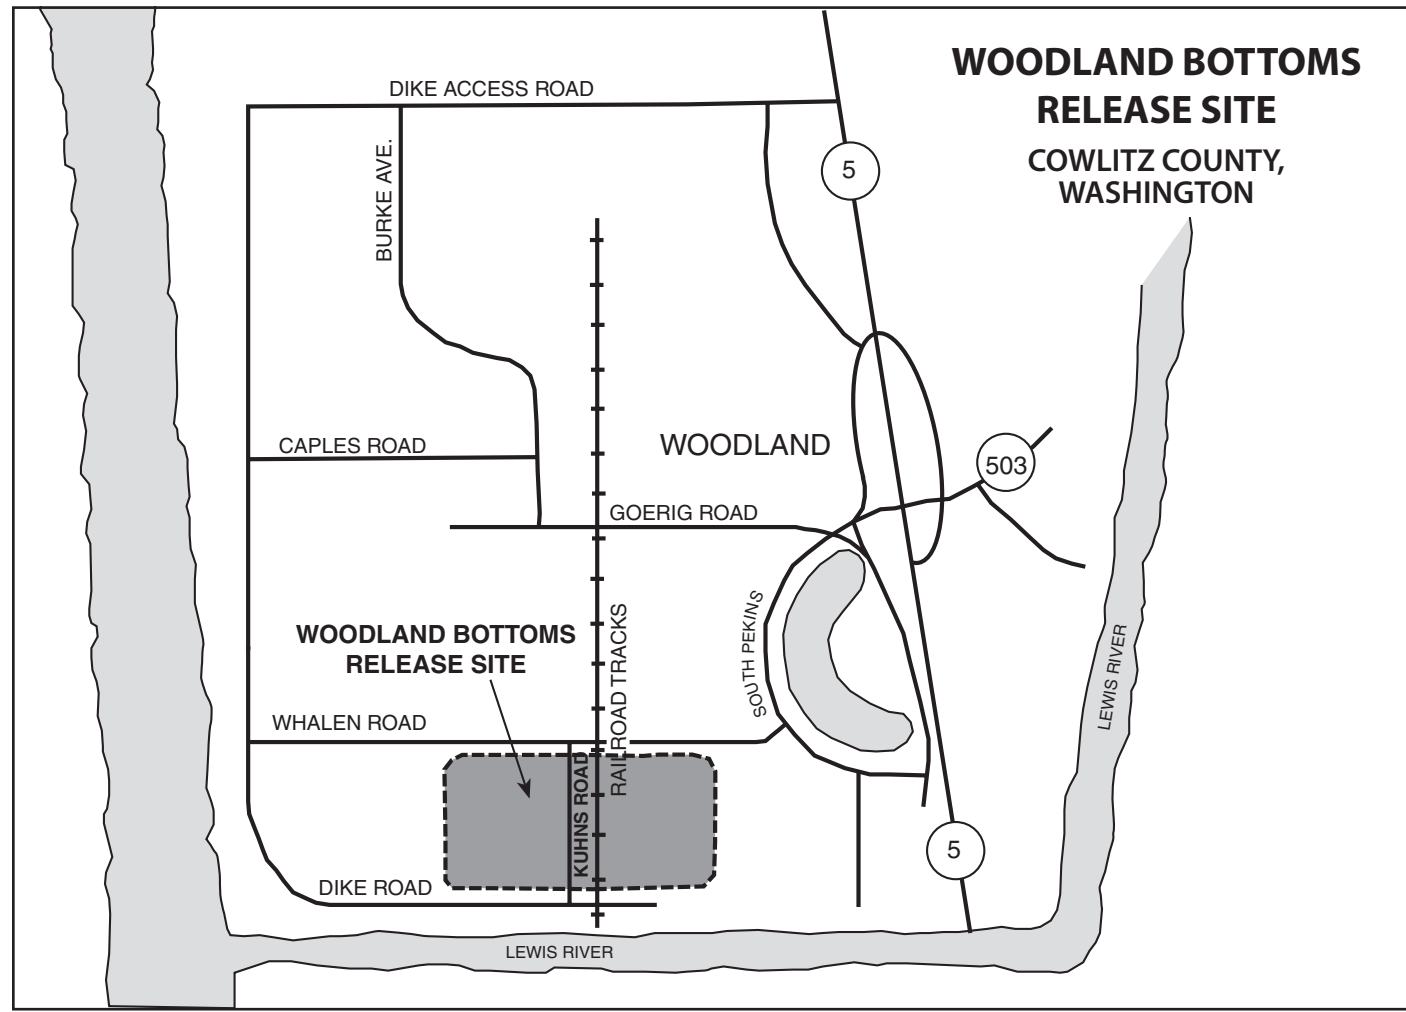 WOODLAND BOTTOMS
RELEASE SITE
COWLITZ COUNTY,
WASHINGTON
DIKE ACCESS ROAD
BURKE AVE.
5
CAPLES ROAD
WOODLAND
503
GOERIG ROAD
WOODLAND BOTTOMS
RELEASE SITE
RAILROAD TRACKS
SOUTH PEKINS
LEWIS RIVER
WHALEN ROAD
KUHNS ROAD
5
DIKE ROAD
LEWIS RIVER